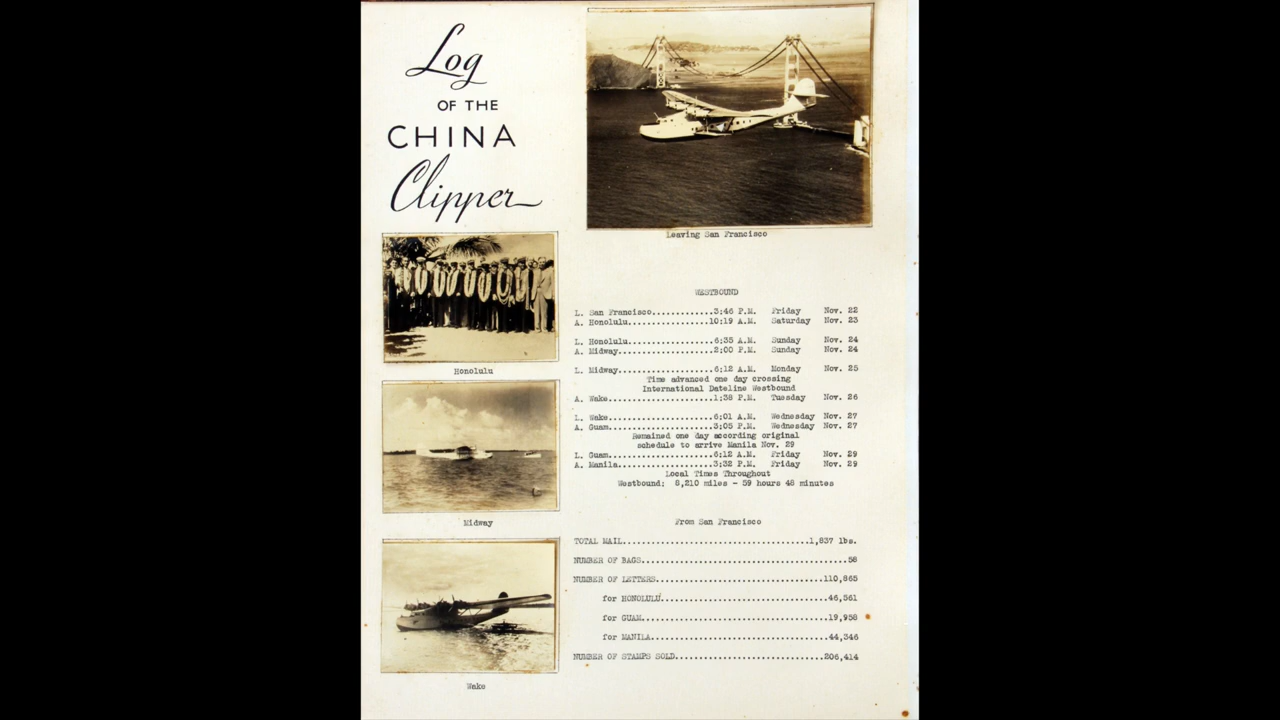 Log
OF THE
CHINA
Clipper
Leaving San Francisco
Honolulu
Midway
Wake
WESTBOUND
L. San Francisco............3:46 P.M. Friday Nov. 22
A. Honolulu................10:19 A.M. Saturday Nov. 23
L. Honolulu.................6:35 A.M. Sunday Nov. 24
A. Midway...................2:00 P.M. Sunday Nov. 24
L. Midway...................6:12 A.M. Monday Nov. 25
Time advanced one day crossing
International Dateline Westbound
A. Wake.....................1:38 P.M. Tuesday Nov. 26
L. Wake.....................6:01 A.M. Wednesday Nov. 27
A. Guam.....................3:05 P.M. Wednesday Nov. 27
Remained one day according original
schedule to arrive Manila Nov. 29
L. Guam.....................6:12 A.M. Friday Nov. 29
A. Manila...................3:32 P.M. Friday Nov. 29
Local Times Throughout
Westbound: 8,210 miles - 59 hours 48 minutes
From San Francisco
TOTAL MAIL......................................1,837 lbs.
NUMBER OF BAGS..........................................58
NUMBER OF LETTERS..................................110,865
for HONOLULU..................................46,561
for GUAM......................................19,958
for MANILA....................................44,346
NUMBER OF STAMPS SOLD..............................206,414